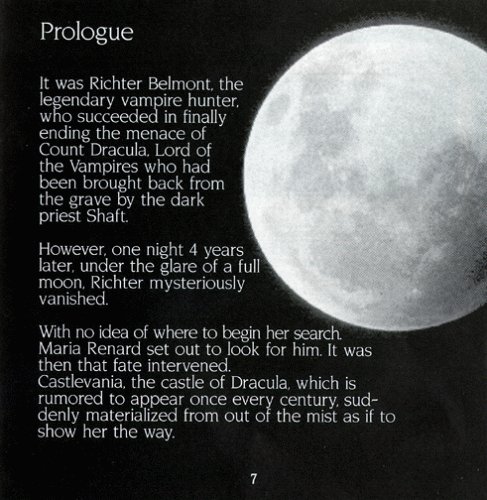 Prologue
It was Richter Belmont, the
legendary vampire hunter,
who succeeded in finally
ending the menace of
Count Dracula, Lord of
the Vampires who had
been brought back from
the grave by the dark
priest Shaft.
However, one night 4 years
later, under the glare of a full
moon, Richter mysteriously
vanished.
With no idea of where to begin her search.
Maria Renard set out to look for him. It was
then that fate intervened.
Castlevania, the castle of Dracula, which is
rumored to appear once every century, sud-
denly materialized from out of the mist as if to
show her the way.
7